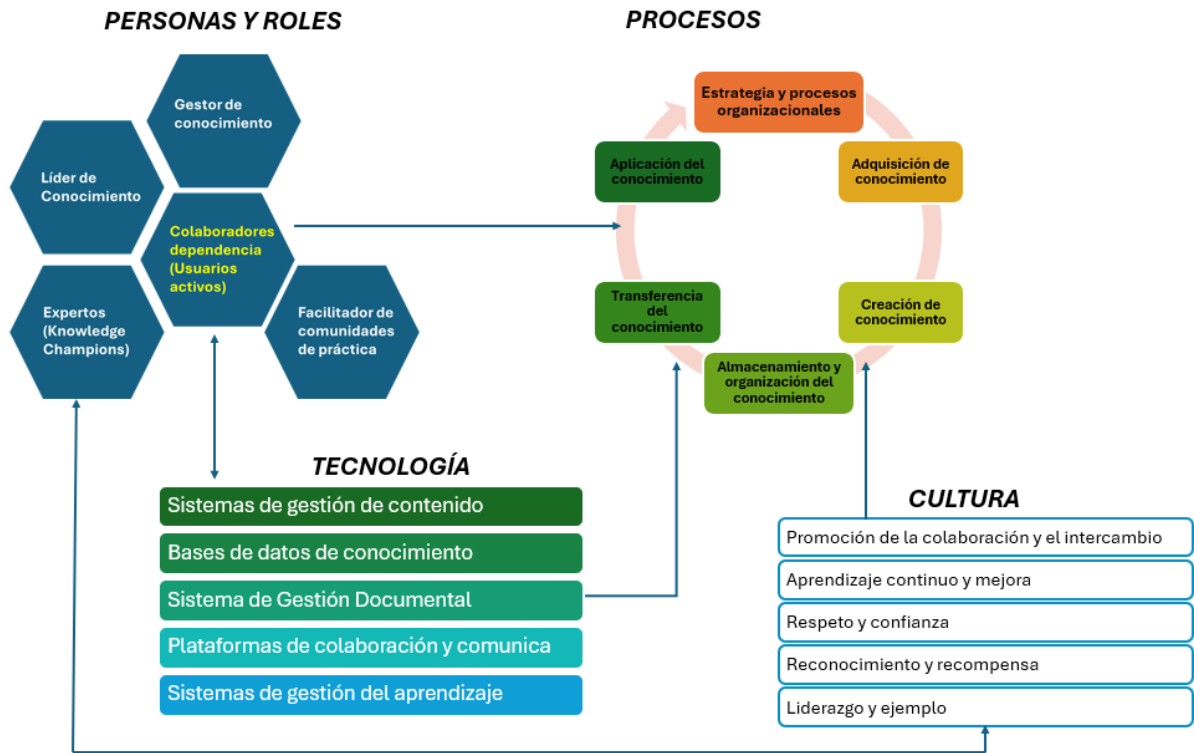 PERSONAS Y ROLES
Gestor de
conocimiento
Líder de
Conocimiento
Colaboradores
dependencia
(Usuarios
activos)
Expertos
(Knowledge
Champions)
Facilitador de
comunidades
de práctica
PROCESOS
Estrategia y procesos
organizacionales
Adquisición de
conocimiento
Creación de
conocimiento
Almacenamiento y
organización del
conocimiento
Transferencia
del
conocimiento
Aplicación del
conocimiento
TECNOLOGÍA
Sistemas de gestión de contenido
Bases de datos de conocimiento
Sistema de Gestión Documental
Plataformas de colaboración y comunica
Sistemas de gestión del aprendizaje
CULTURA
Promoción de la colaboración y el intercambio
Aprendizaje continuo y mejora
Respeto y confianza
Reconocimiento y recompensa
Liderazgo y ejemplo